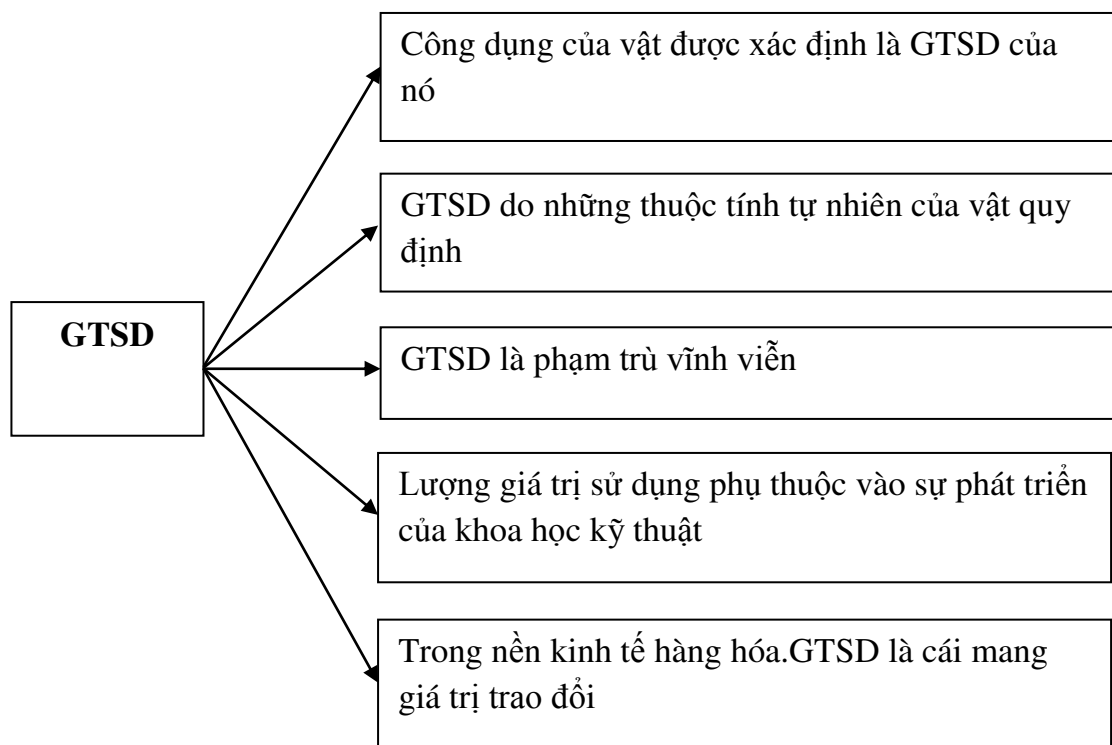 Công dụng của vật được xác định là GTSD của
nó
GTSD do những thuộc tính tự nhiên của vật quy
định
GTSD
GTSD là phạm trù vĩnh viễn
Lượng giá trị sử dụng phụ thuộc vào sự phát triển
của khoa học kỹ thuật
Trong nền kinh tế hàng hóa.GTSD là cái mang
giá trị trao đổi